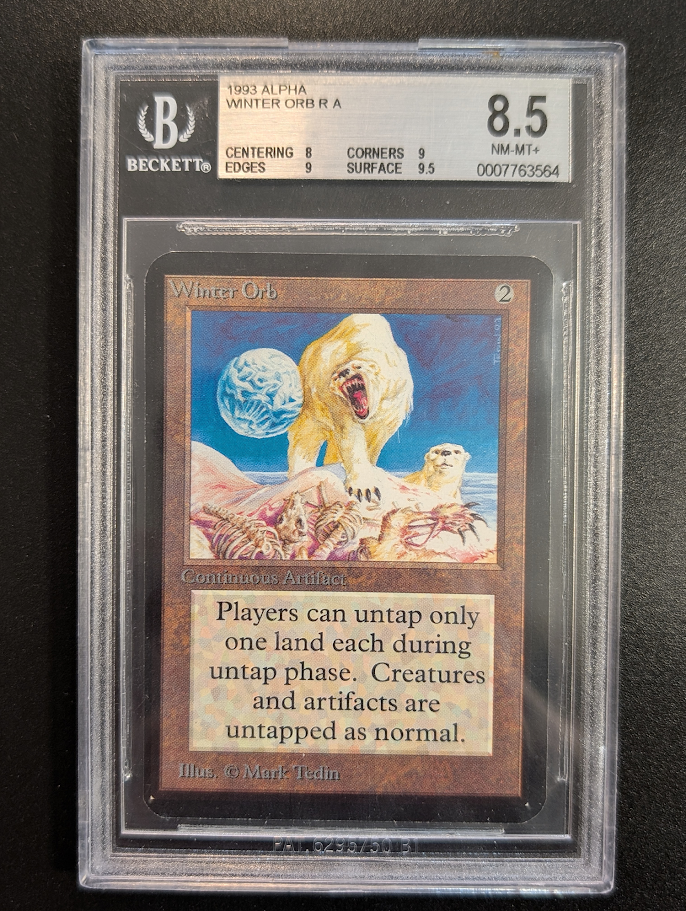 1993 ALPHA
WINTER ORB R A
CENTERING 8 CORNERS 9
EDGES 9 SURFACE 9.5
8.5
NM-MT+
0007763564
B
BECKETT®
Winter Orb 2
Continuous Artifact
Players can untap only
one land each during
untap phase. Creatures
and artifacts are
untapped as normal.
Illus. © Mark Tedin